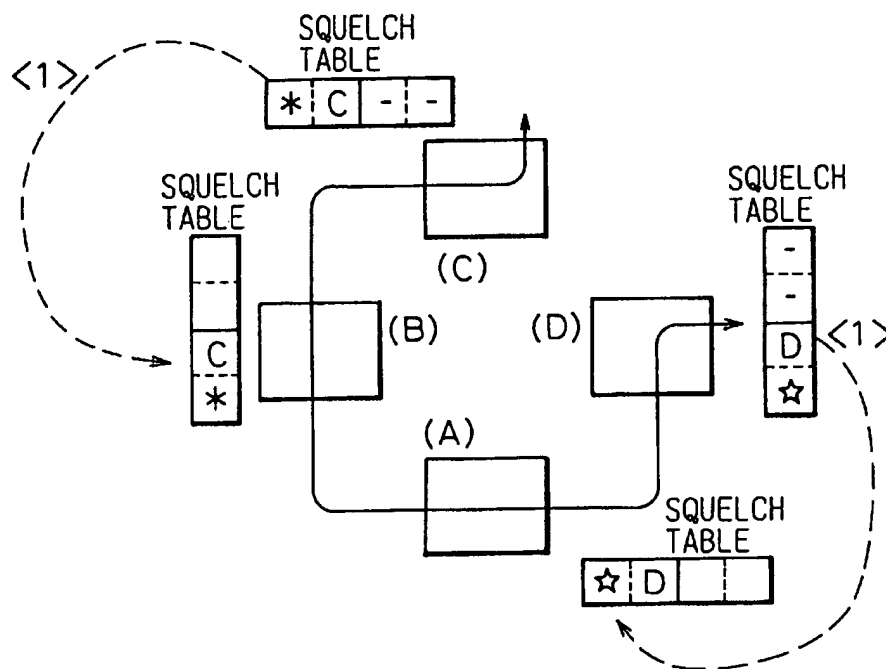 SQUELCH
TABLE
<1>
* C - -
SQUELCH
TABLE
C
*
(C)
(B)
SQUELCH
TABLE
-
-
D
☆
<1>
(D)
(A)
SQUELCH
TABLE
☆ D